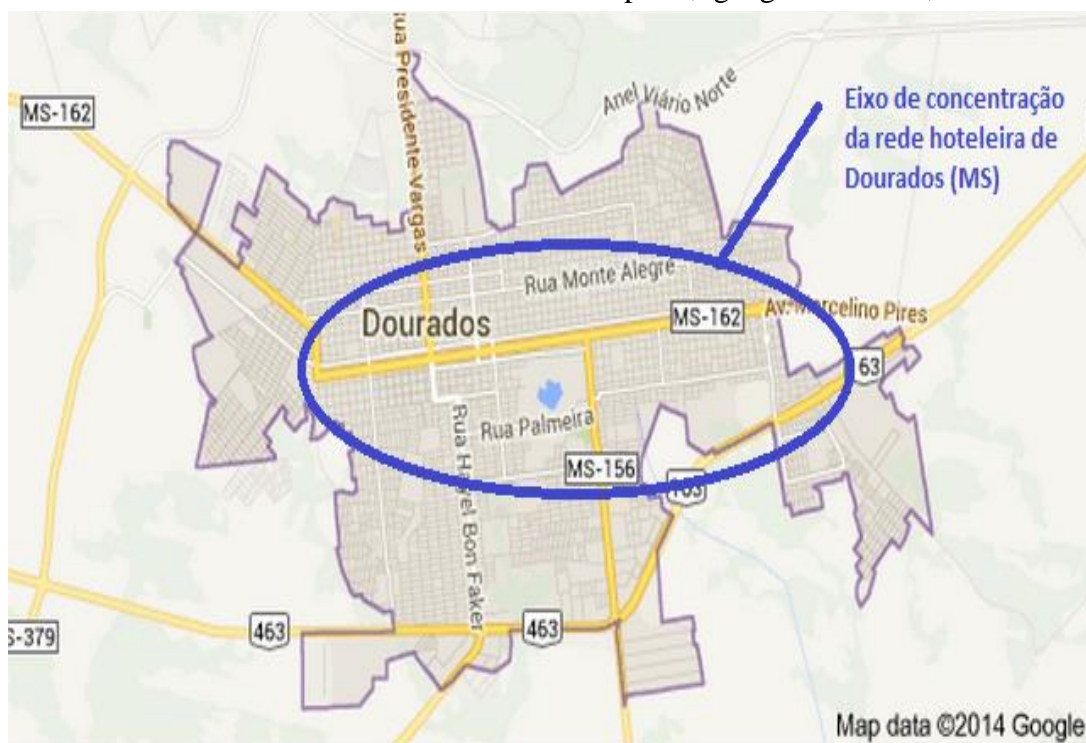 MS-162
Rua Presidente Vargas
Anel Viário Norte
Eixo de concentração
da rede hoteleira de
Dourados (MS)
Rua Monte Alegre
Dourados
MS-162
Av. Marcelino Pires
63
Rua Palmeira
Rua Hayel Bon Faker
MS-156
163
463
463
S-379
Map data ©2014 Google